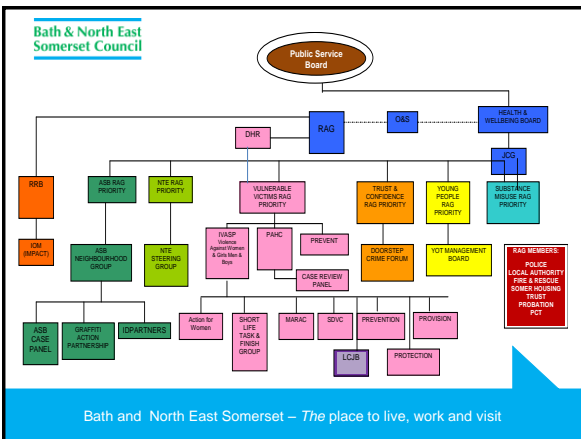 Bath & North East
Somerset Council
Public Service
Board
HEALTH &
WELLBEING BOARD
O&S
RAG
DHR
JCG
RRB
ASB RAG
PRIORITY
NTE RAG
PRIORITY
VULNERABLE
VICTIMS RAG
PRIORITY
TRUST &
CONFIDENCE
RAG PRIORITY
YOUNG
PEOPLE
RAG
PRIORITY
SUBSTANCE
MISUSE RAG
PRIORITY
IOM
(IMPACT)
ASB
NEIGHBOURHOOD
GROUP
NTE
STEERING
GROUP
IVASP
Violence
Against Women
& Girls Men &
Boys
PAHC
PREVENT
CASE REVIEW
PANEL
DOORSTEP
CRIME FORUM
YOT MANAGEMENT
BOARD
RAG MEMBERS:
POLICE
LOCAL AUTHORITY
FIRE & RESCUE
SOMER HOUSING
TRUST
PROBATION
PCT
ASB
CASE
PANEL
GRAFFITI
ACTION
PARTNERSHIP
IDPARTNERS
Action for
Women
SHORT
LIFE
TASK &
FINISH
GROUP
MARAC
SDVC
PREVENTION
PROVISION
LCJB
PROTECTION
Bath and North East Somerset – The place to live, work and visit